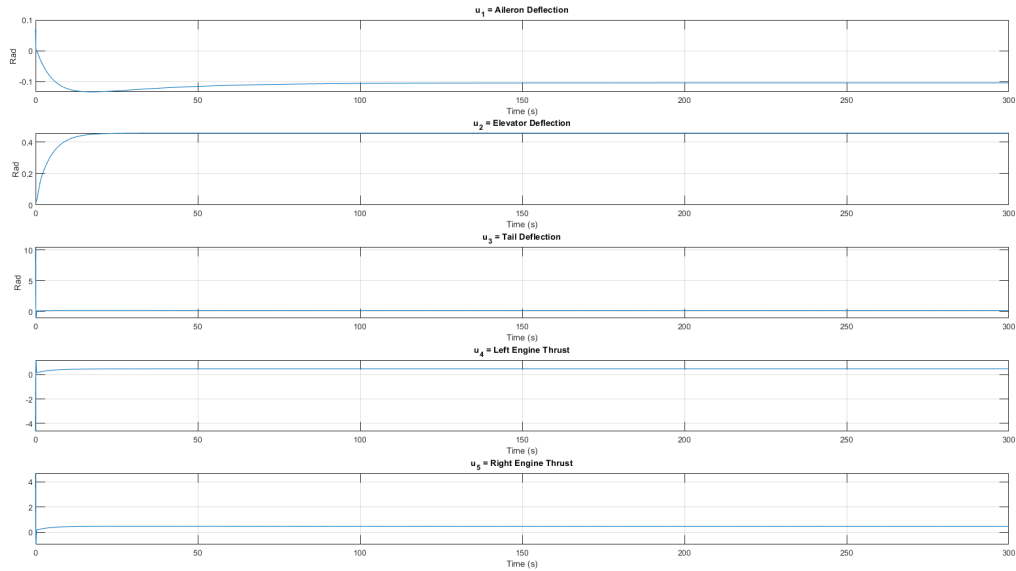 u1 = Aileron Deflection
0.1
0
-0.1
Rad
0 50 100 150 200 250 300
Time (s)
u2 = Elevator Deflection
0.4
0.2
0
Rad
0 50 100 150 200 250 300
Time (s)
u3 = Tail Deflection
10
5
0
Rad
0 50 100 150 200 250 300
Time (s)
u4 = Left Engine Thrust
0
-2
-4
0 50 100 150 200 250 300
Time (s)
u5 = Right Engine Thrust
4
2
0
0 50 100 150 200 250 300
Time (s)